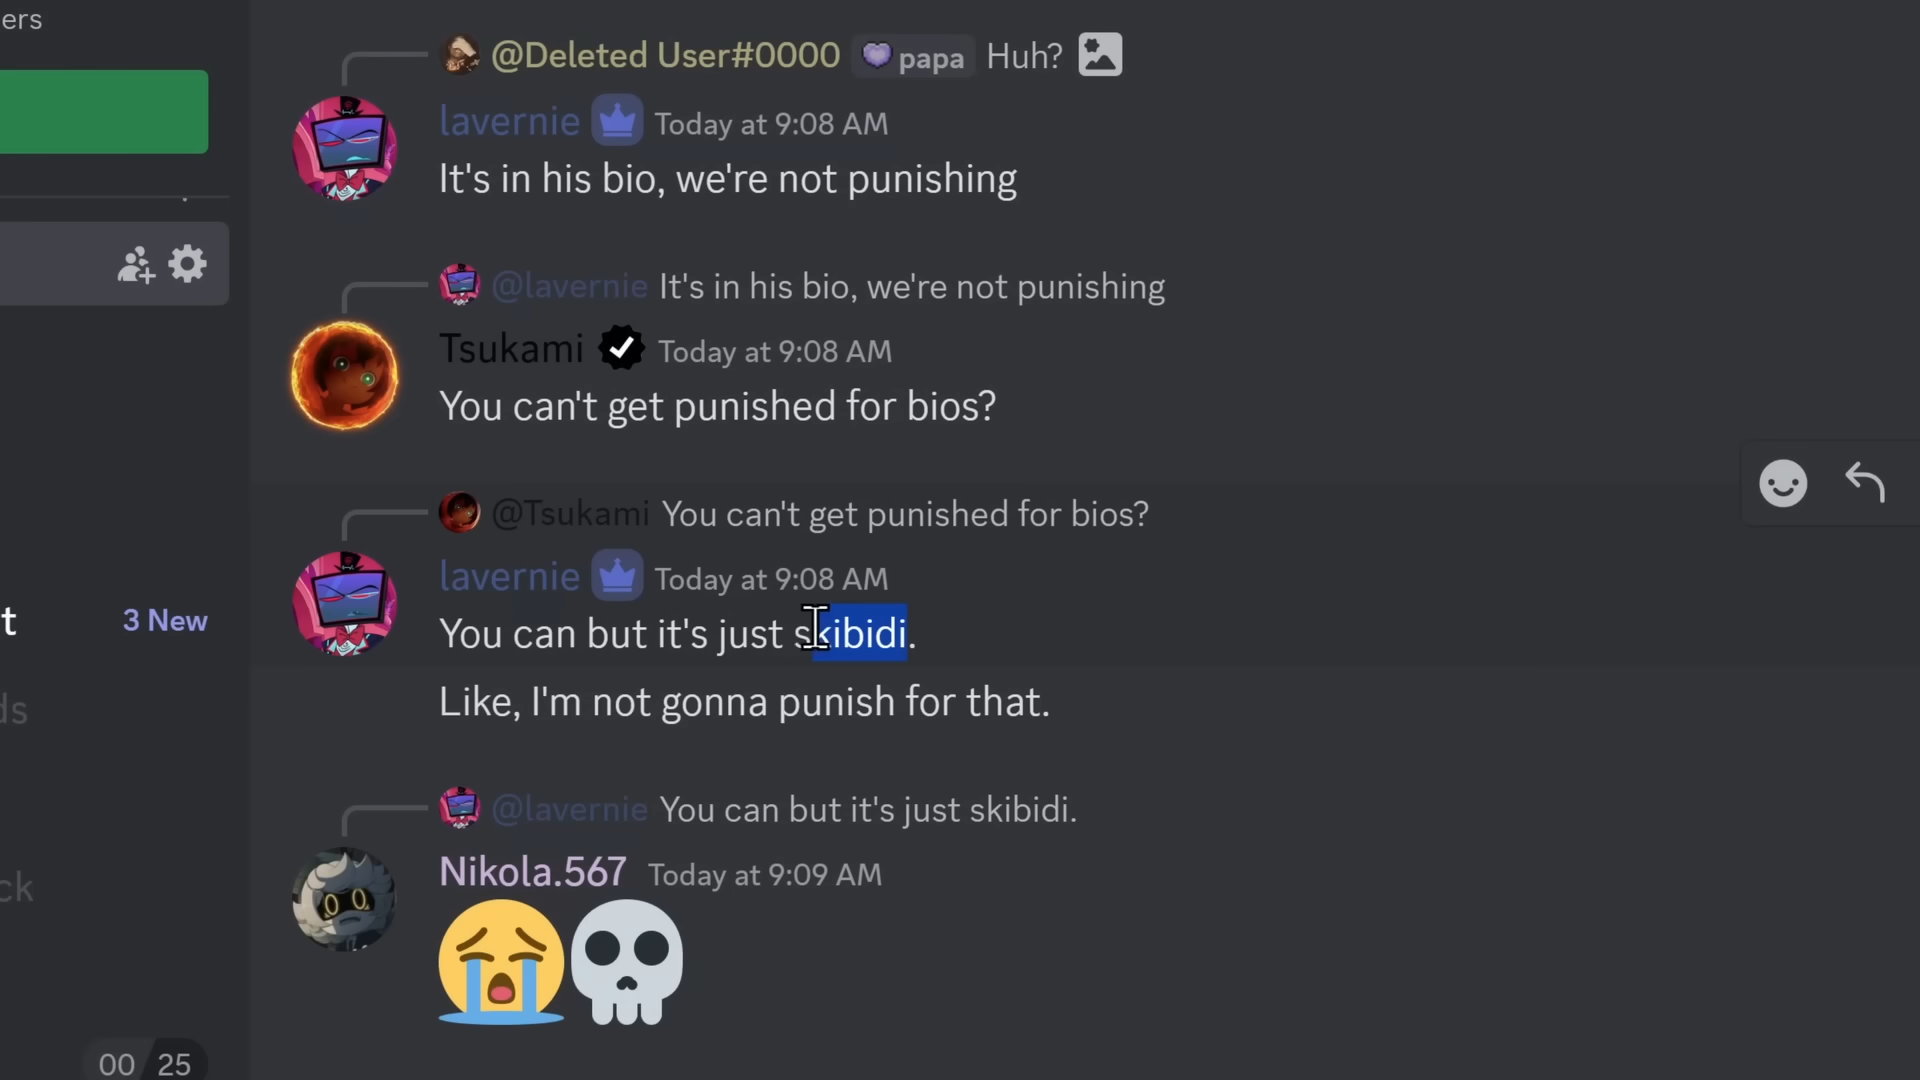 ers
@Deleted User#0000 papa Huh?
lavernie Today at 9:08 AM
It's in his bio, we're not punishing
@lavernie It's in his bio, we're not punishing
Tsukami Today at 9:08 AM
You can't get punished for bios?
@Tsukami You can't get punished for bios?
lavernie Today at 9:08 AM
You can but it's just skibidi.
t 3 New
Like, I'm not gonna punish for that.
ds
@lavernie You can but it's just skibidi.
Nikola.567 Today at 9:09 AM
ck
00 25